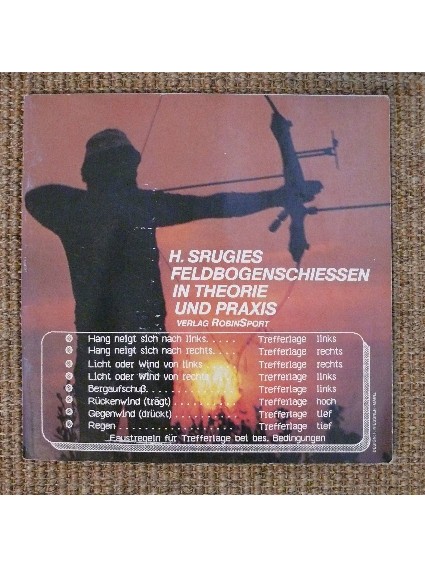 H. SRUGIES
FELDBOGENSCHIESSEN
IN THEORIE
UND PRAXIS
VERLAG ROBINSPORT
Hang neigt sich nach links..... Trefferlage links
Hang neigt sich nach rechts.... Trefferlage rechts
Licht oder Wind von links Trefferlage rechts
Licht oder Wind von rechts Trefferlage links
Bergaufschuß.......... Trefferlage links
Rückenwind (trägt)......... Trefferlage hoch
Gegenwind (drückt)......... Trefferlage tief
Regen.................. Trefferlage tief
Faustregeln für Trefferlage bei bes. Bedingungen